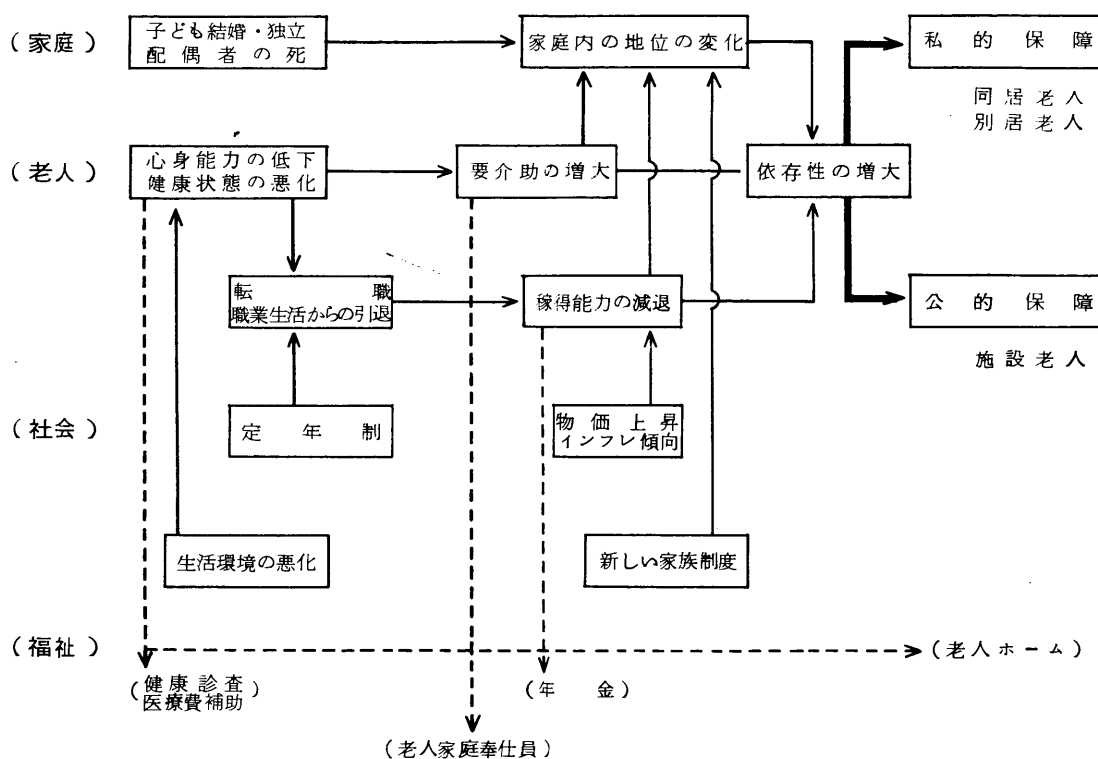 (家庭)
子ども結婚・独立
配偶者の死
家庭内の地位の変化
私的保障
同居老人
別居老人
(老人)
心身能力の低下
健康状態の悪化
要介助の増大
依存性の増大
転職
職業生活からの引退
稼得能力の減退
公的保障
施設老人
(社会)
定年制
物価上昇
インフレ傾向
生活環境の悪化
新しい家族制度
(福祉)
(老人ホーム)
(健康診査
医療費補助)
(年金)
(老人家庭奉仕員)